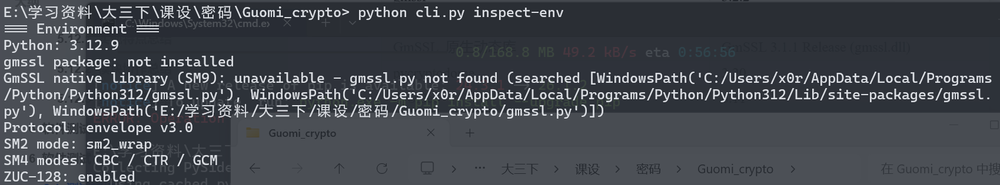 E:\学习资料\大三下\课设\密码\Guomi_crypto> python cli.py inspect-env
=== Environment ===
Python: 3.12.9
gmssl package: not installed
GmSSL native library (SM9): unavailable - gmssl.py not found (searched [WindowsPath('C:/Users/x0r/AppData/Local/Programs
/Python/Python312/gmssl.py'), WindowsPath('C:/Users/x0r/AppData/Local/Programs/Python/Python312/Lib/site-packages/gmssl.
py'), WindowsPath('E:/学习资料/大三下/课设/密码/Guomi_crypto/gmssl.py')])
Protocol: envelope v3.0
SM2 mode: sm2_wrap
SM4 modes: CBC / CTR / GCM
ZUC-128: enabled
C:\Windows\System32\cmd.ex
GmSSL 3.1.1 Release (gmssl.dll)
0.8/168.8 MB 49.2 kB/s eta 0:56:56
Guomi_crypto
··· 大三下 > 课设 > 密码 > Guomi_crypto >
在 Guomi_crypto 中搜